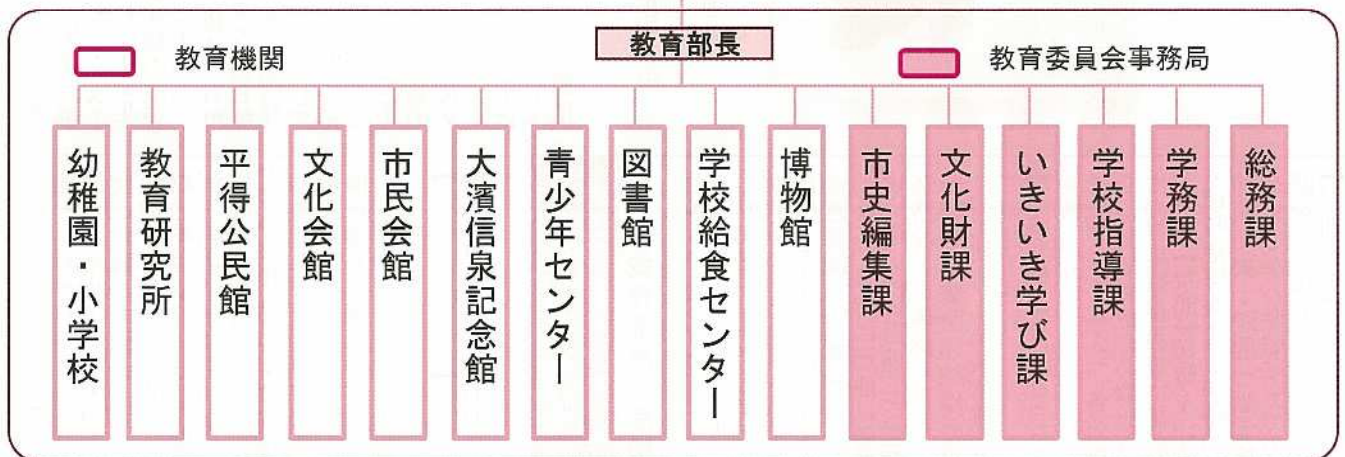 教育部長
教育機関
教育委員会事務局
幼稚園・小学校
教育研究所
平得公民館
文化会館
市民会館
大濱信泉記念館
青少年センター
図書館
学校給食センター
博物館
市史編集課
文化財課
いきいき学び課
学校指導課
学務課
総務課